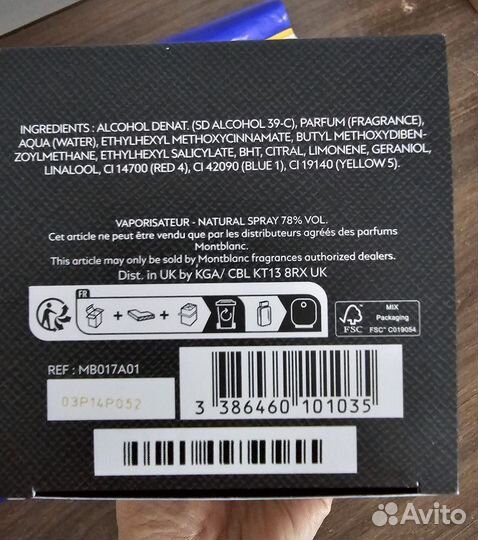 INGREDIENTS : ALCOHOL DENAT. (SD ALCOHOL 39-C), PARFUM (FRAGRANCE),
AQUA (WATER), ETHYLHEXYL METHOXYCINNAMATE, BUTYL METHOXYDIBEN-
ZOYLMETHANE, ETHYLHEXYL SALICYLATE, BHT, CITRAL, LIMONENE, GERANIOL,
LINALOOL, CI 14700 (RED 4), CI 42090 (BLUE 1), CI 19140 (YELLOW 5).
VAPORISATEUR - NATURAL SPRAY 78% VOL.
Cet article ne peut être vendu que par les distributeurs agréés des parfums
Montblanc.
This article may only be sold by Montblanc fragrances authorized dealers.
Dist. in UK by KGA/ CBL KT13 8RX UK
FR
+ +
FSC
MIX
Packaging
FSC™ C019054
REF : MB017A01
03P14P052
3 386460 101035
Avito